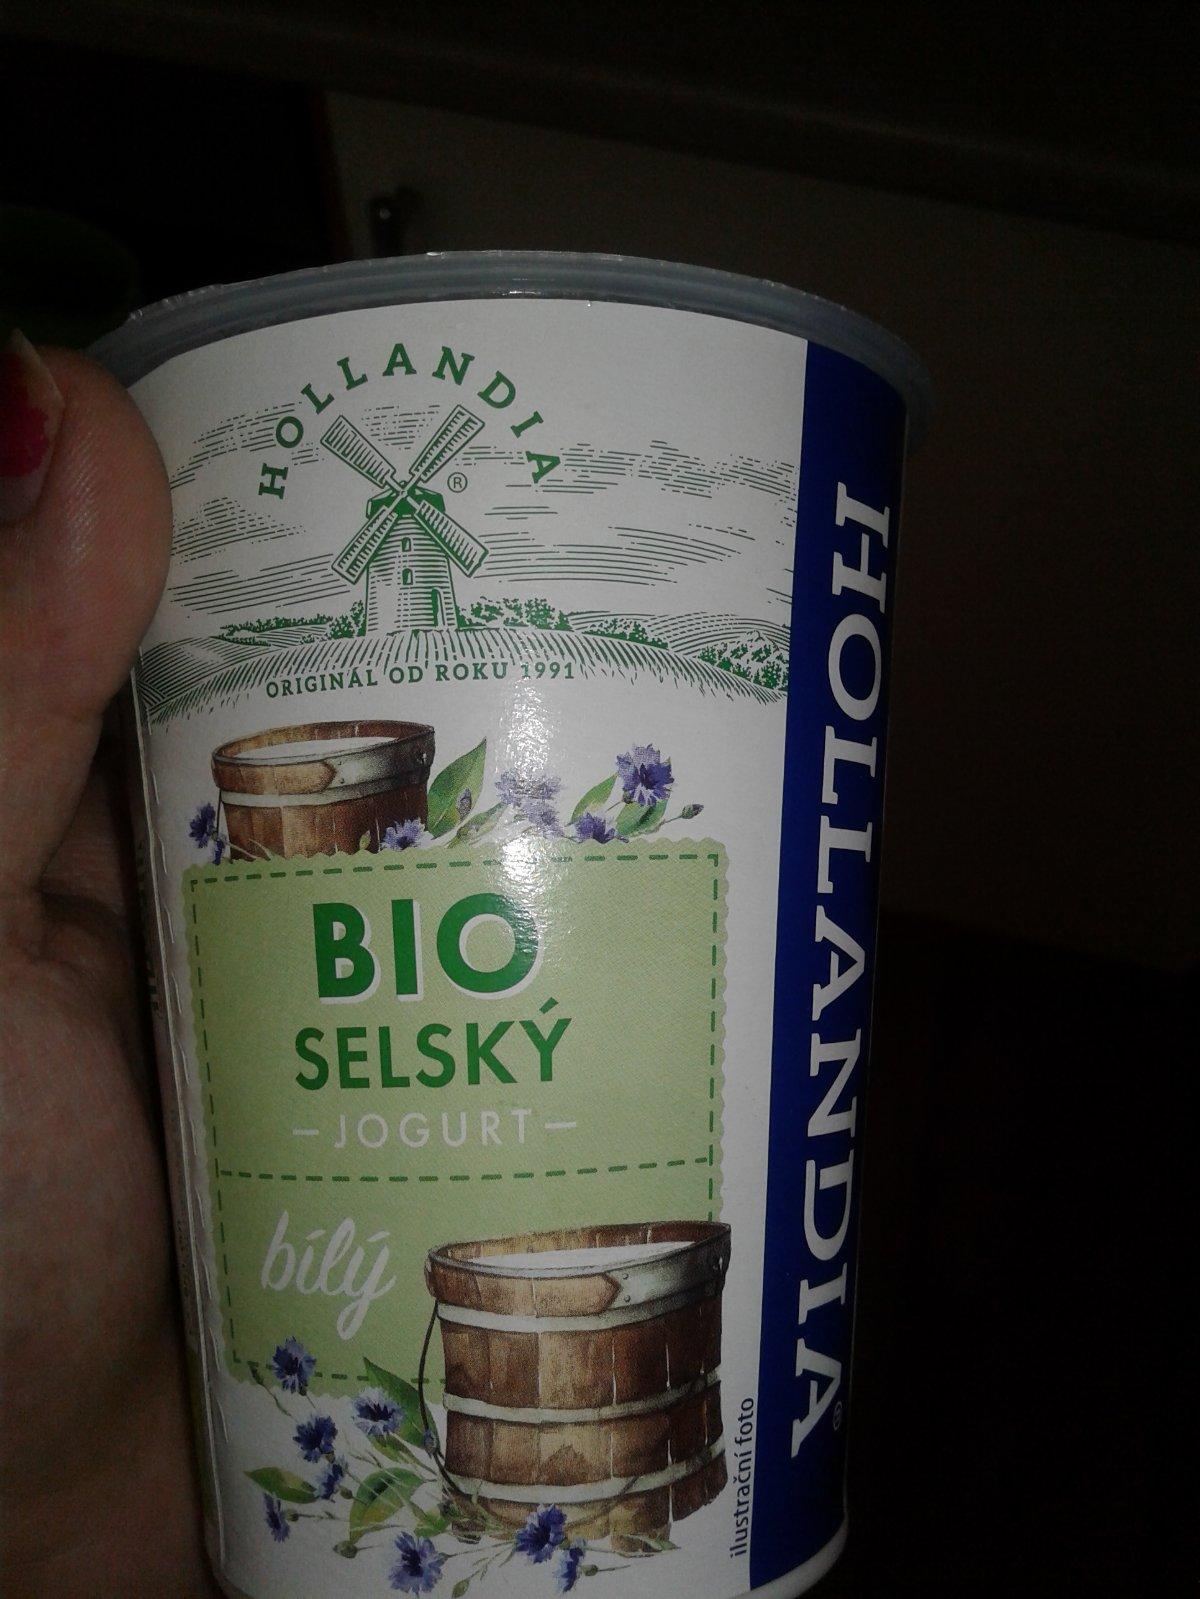 HOLLANDIA
®
ORIGINÁL OD ROKU 1991
BIO
SELSKÝ
– JOGURT –
bílý
ilustrační foto
HOLLANDIA®